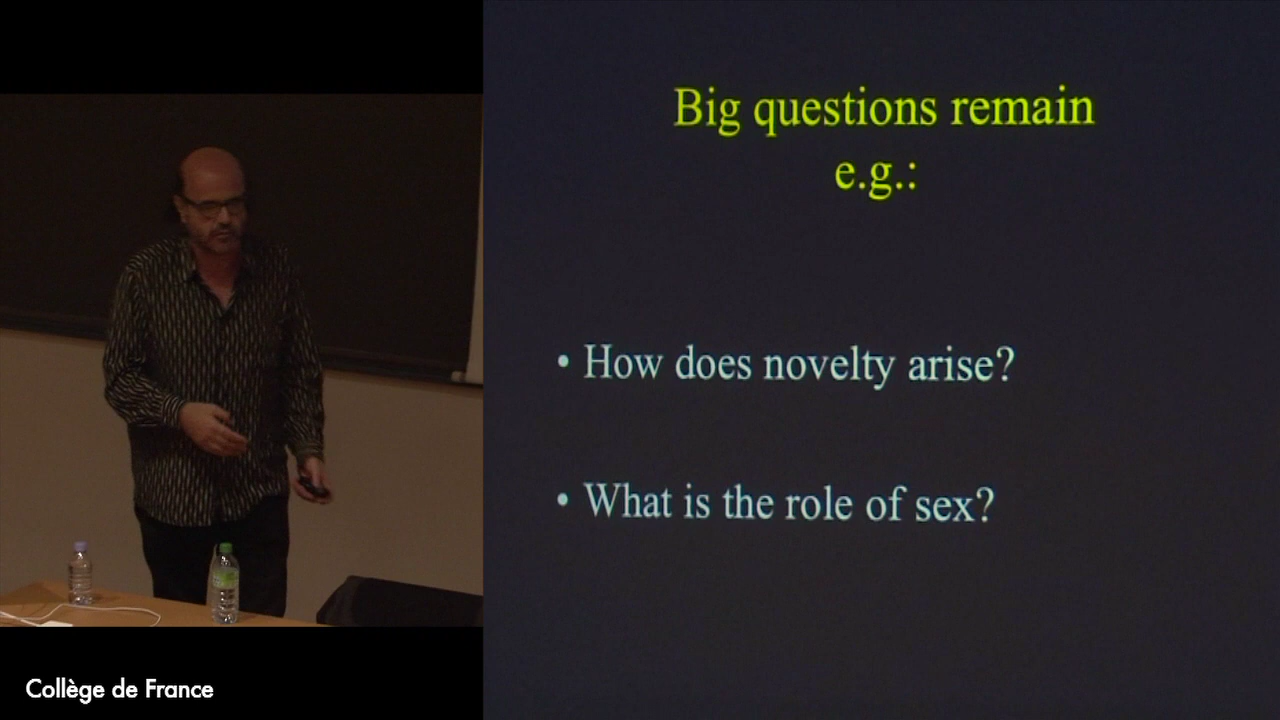 Big questions remain
e.g.:
• How does novelty arise?
• What is the role of sex?
Collège de France